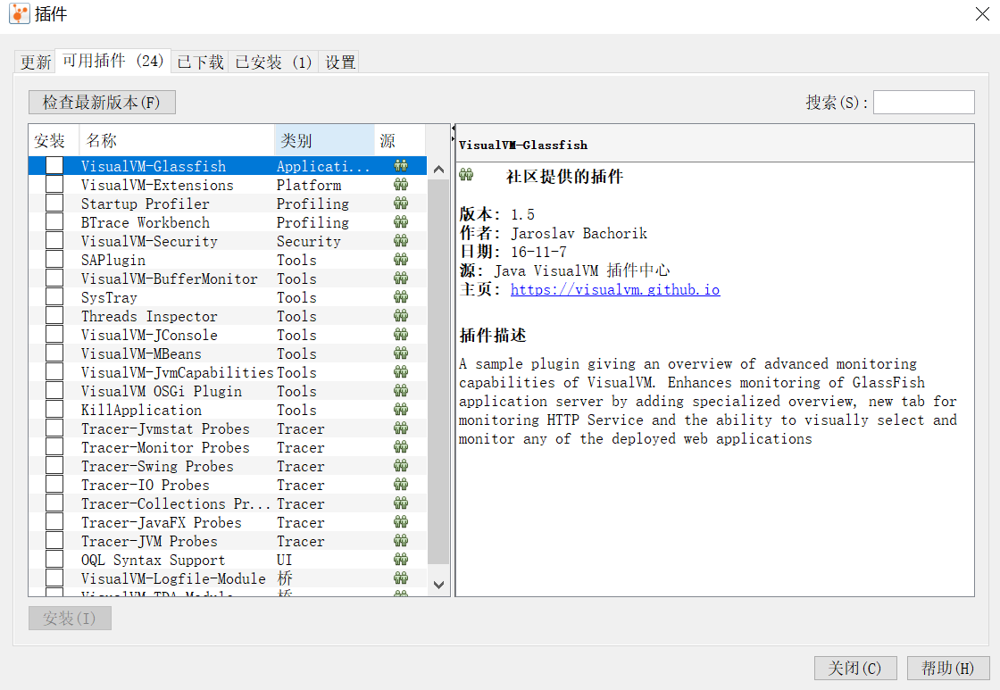 插件
更新 可用插件 (24) 已下载 已安装 (1) 设置
检查最新版本(F) 搜索(S):
安装 名称 类别 源
VisualVM-Glassfish Applicati...
VisualVM-Extensions Platform
Startup Profiler Profiling
BTrace Workbench Profiling
VisualVM-Security Security
SAPlugin Tools
VisualVM-BufferMonitor Tools
SysTray Tools
Threads Inspector Tools
VisualVM-JConsole Tools
VisualVM-MBeans Tools
VisualVM-JvmCapabilities Tools
VisualVM OSGi Plugin Tools
KillApplication Tools
Tracer-Jvmstat Probes Tracer
Tracer-Monitor Probes Tracer
Tracer-Swing Probes Tracer
Tracer-IO Probes Tracer
Tracer-Collections Pr... Tracer
Tracer-JavaFX Probes Tracer
Tracer-JVM Probes Tracer
OQL Syntax Support UI
VisualVM-Logfile-Module 桥
VisualVM-TDA-Module 桥
VisualVM-Glassfish
社区提供的插件
版本: 1.5
作者: Jaroslav Bachorik
日期: 16-11-7
源: Java VisualVM 插件中心
主页: https://visualvm.github.io
插件描述
A sample plugin giving an overview of advanced monitoring
capabilities of VisualVM. Enhances monitoring of GlassFish
application server by adding specialized overview, new tab for
monitoring HTTP Service and the ability to visually select and
monitor any of the deployed web applications
安装(I)
关闭(C) 帮助(H)